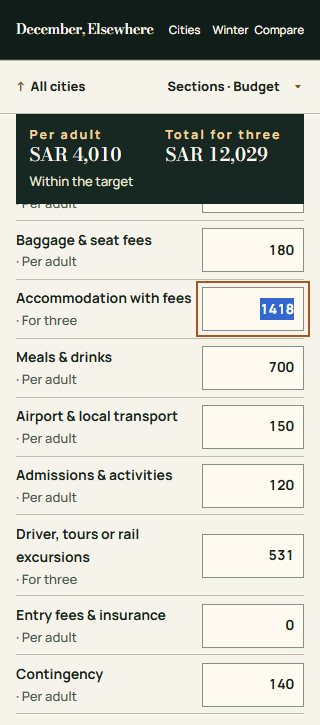 December, Elsewhere Cities Winter Compare
↑ All cities Sections · Budget
Per adult Total for three
SAR 4,010 SAR 12,029
Within the target
· Per adult
Baggage & seat fees 180
· Per adult
Accommodation with fees 1418
· For three
Meals & drinks 700
· Per adult
Airport & local transport 150
· Per adult
Admissions & activities 120
· Per adult
Driver, tours or rail
excursions 531
· For three
Entry fees & insurance 0
· Per adult
Contingency 140
· Per adult